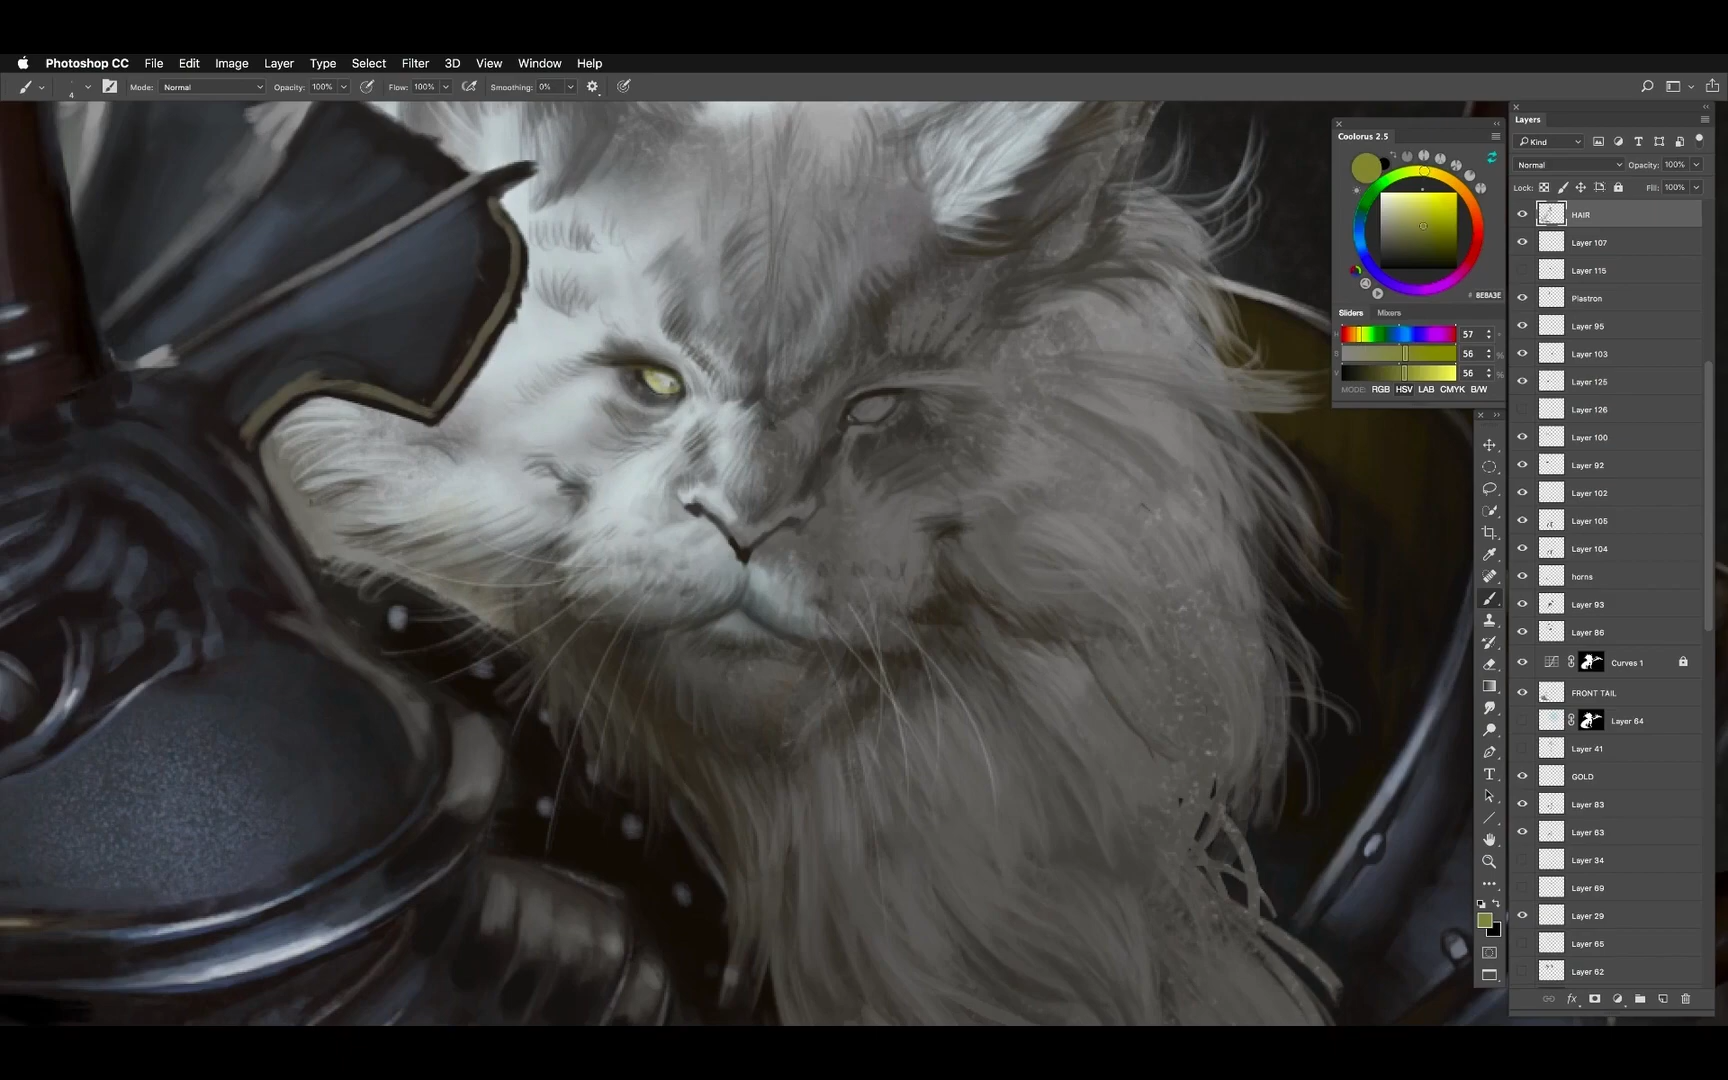 Photoshop CC File Edit Image Layer Type Select Filter 3D View Window Help
4 Mode: Normal Opacity: 100% Flow: 100% Smoothing: 0%
Coolorus 2.5
# 8E8A3E
Sliders Mixers
H 57 °
S 56 %
V 56 %
MODE: RGB HSV LAB CMYK B/W
Layers
Kind
Normal Opacity: 100%
Lock: Fill: 100%
HAIR
Layer 107
Layer 115
Plastron
Layer 95
Layer 103
Layer 125
Layer 126
Layer 100
Layer 92
Layer 102
Layer 105
Layer 104
horns
Layer 93
Layer 86
Curves 1
FRONT TAIL
Layer 64
Layer 41
GOLD
Layer 83
Layer 63
Layer 34
Layer 69
Layer 29
Layer 65
Layer 62